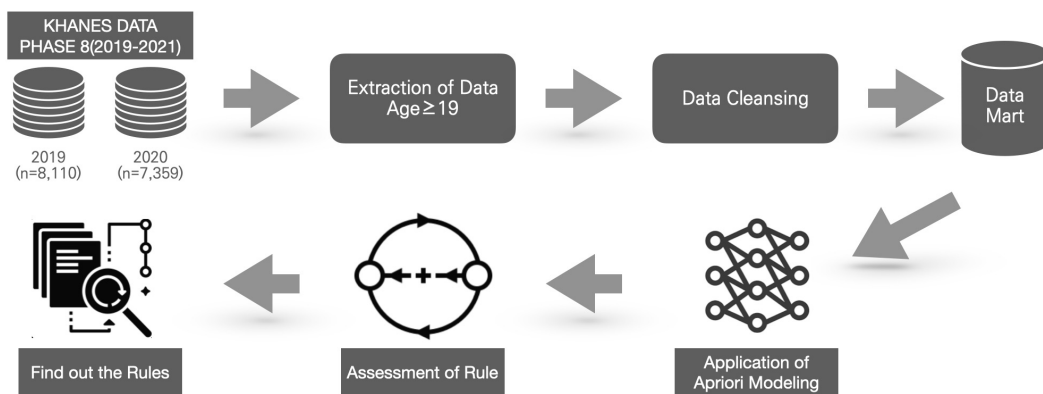 KHANES DATA
PHASE 8(2019-2021)
2019
(n=8,110)
2020
(n=7,359)
Extraction of Data
Age≥19
Data Cleansing
Data
Mart
Find out the Rules
Assessment of Rule
Application of
Apriori Modeling